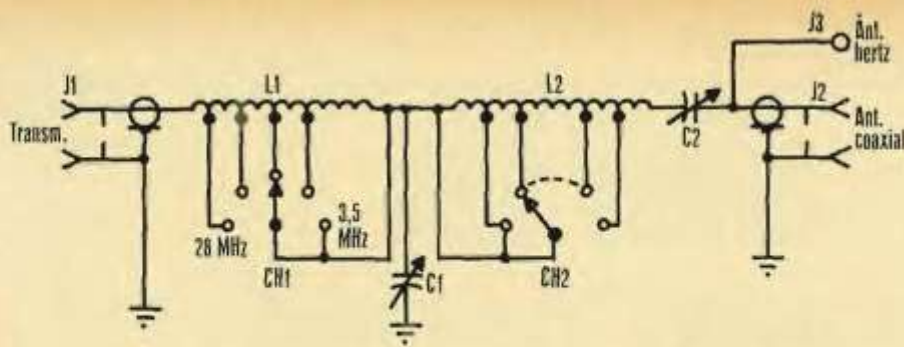 J1
Transm.
L1
28 MHz
CH1
3,5
MHz
C1
L2
CH2
C2
J3
Ant.
hertz
J2
Ant.
coaxial